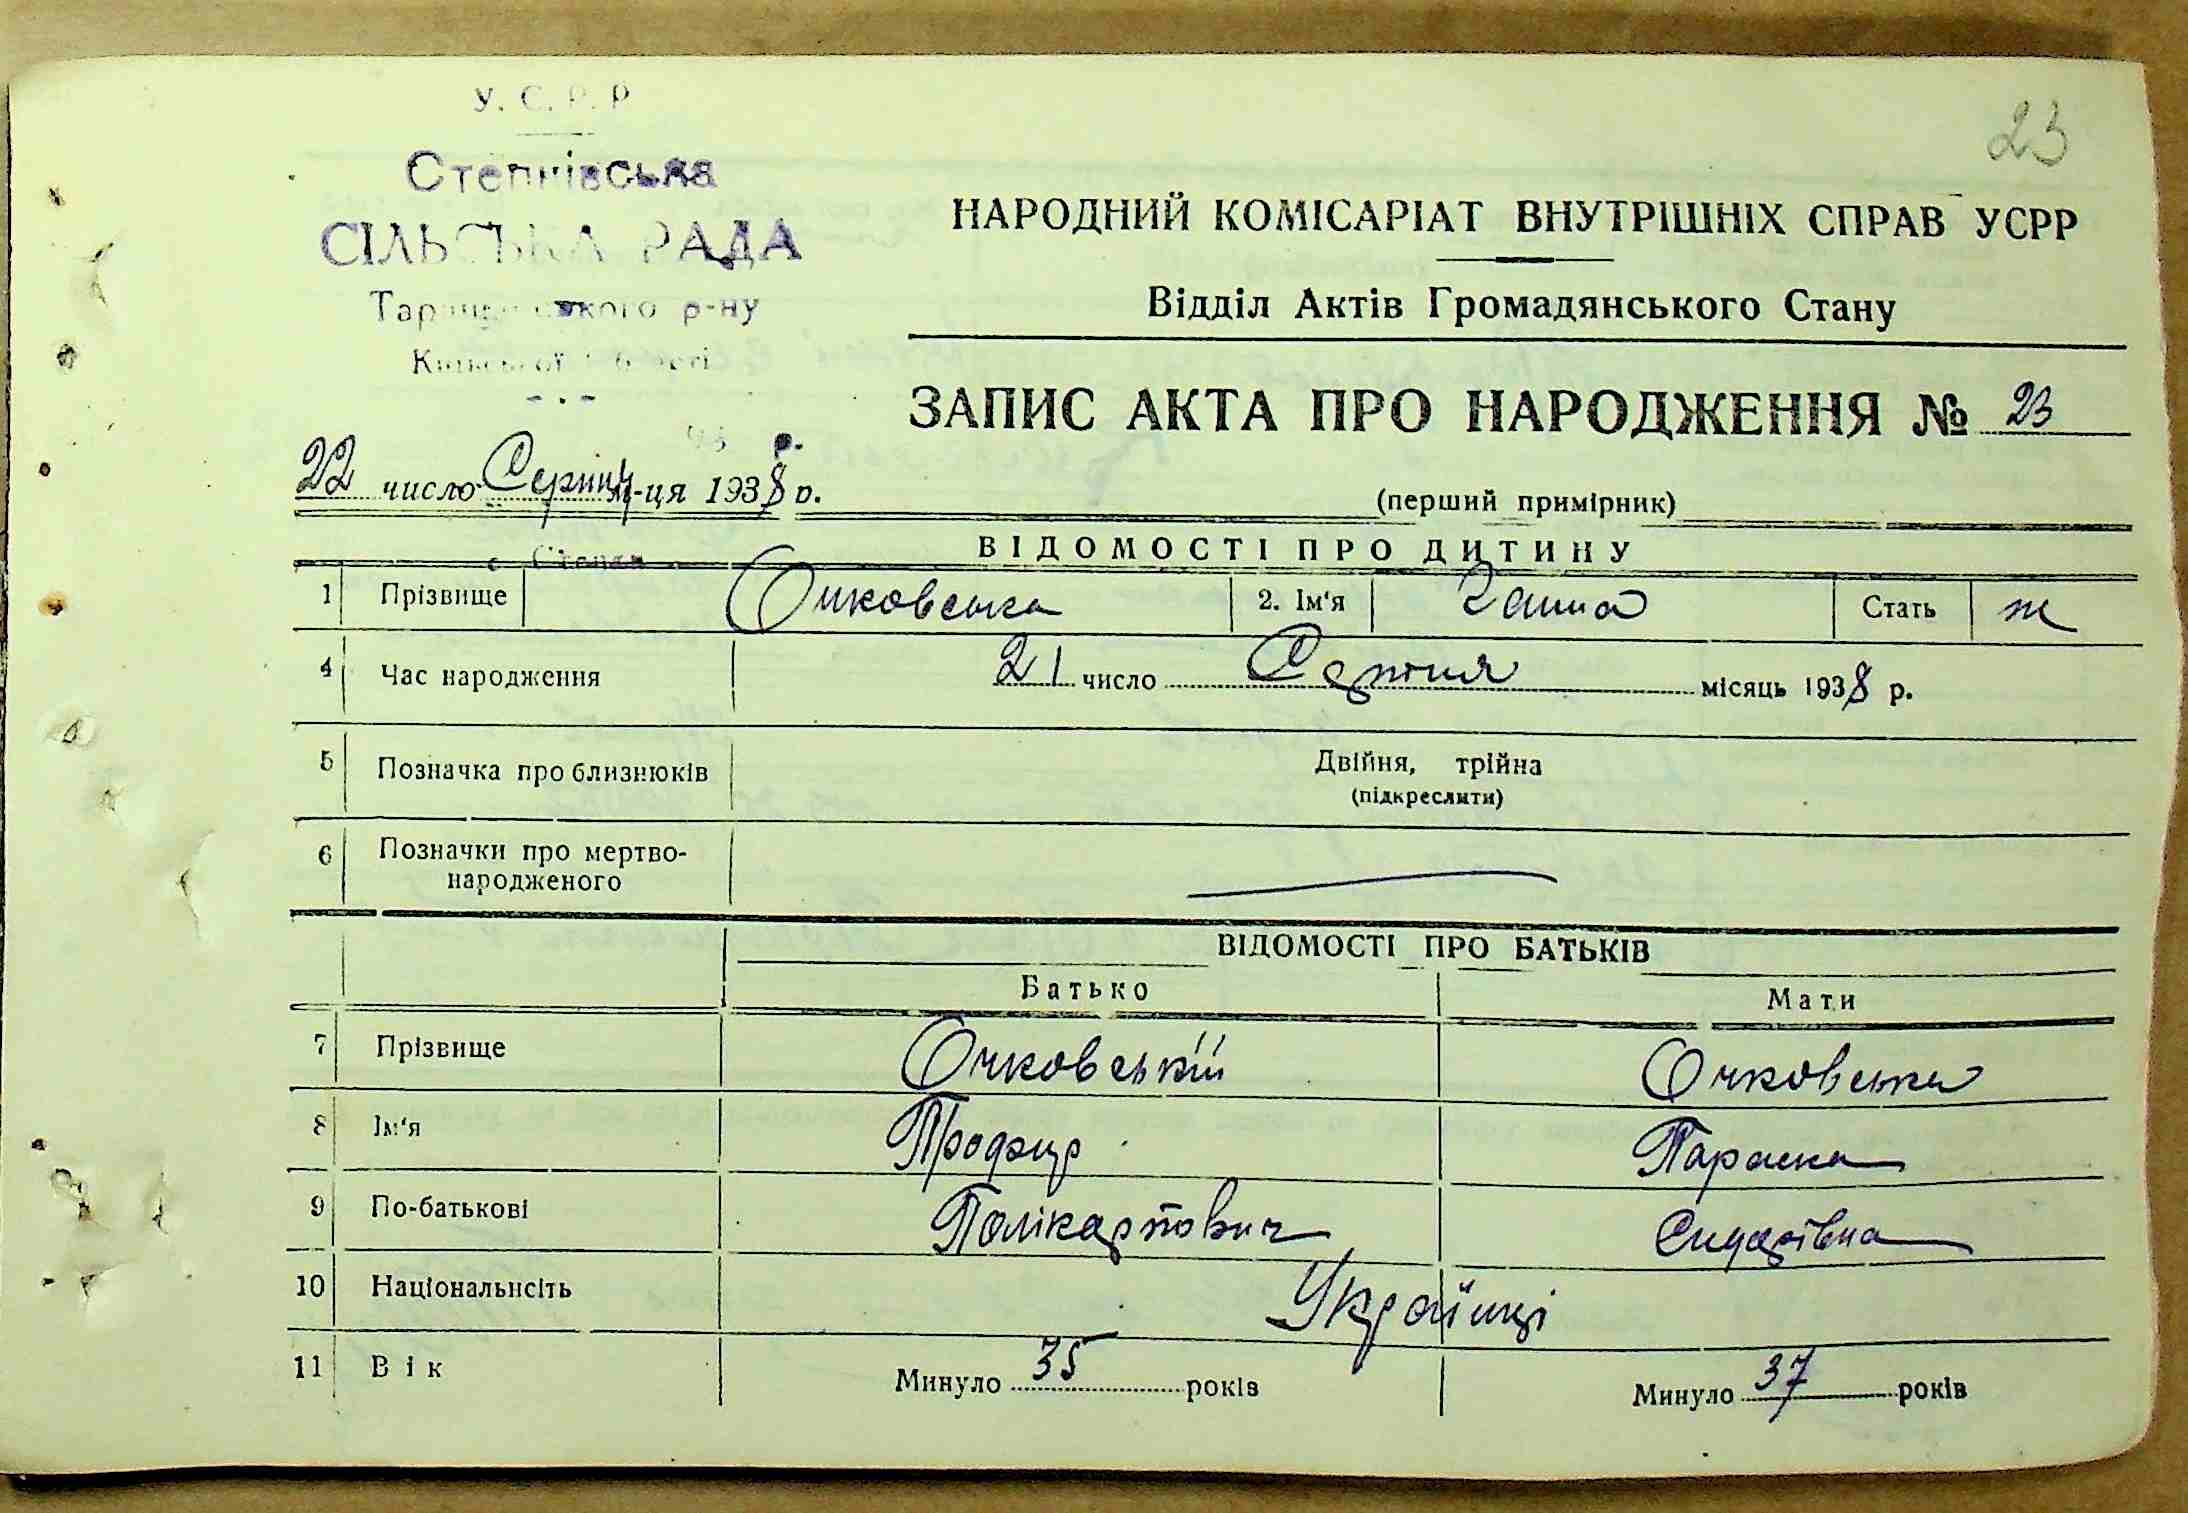 У. С. Р. Р
23
Степківська
СІЛЬСЬКА РАДА
Таращанського р-ну
Київської області
НАРОДНИЙ КОМІСАРІАТ ВНУТРІШНІХ СПРАВ УСРР
Відділ Актів Громадянського Стану
ЗАПИС АКТА ПРО НАРОДЖЕННЯ № 23
22 число Серпня м-ця 1938 р.
(перший примірник)
ВІДОМОСТІ ПРО ДИТИНУ
1 Прізвище Очковська 2. Ім'я Ганна Стать ж
4 Час народження 21 число Серпня місяць 1938 р.
5 Позначка про близнюків Двійня, трійна
(підкреслити)
6 Позначки про мертво-
народженого
ВІДОМОСТІ ПРО БАТЬКІВ
Батько Мати
7 Прізвище Очковський Очковська
8 Ім'я Параска
9 По-батькові Полікарпович Сидорівна
10 Національнсіть Українці
11 Вік Минуло 35 років Минуло 37 років